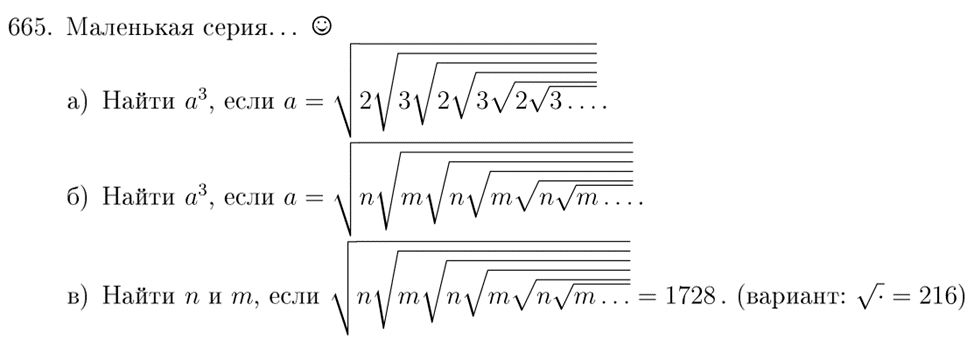 665. Маленькая серия… ☺
а) Найти a³, если a = √(2√(3√(2√(3√(2√(3….
б) Найти a³, если a = √(n√(m√(n√(m√(n√(m….
в) Найти n и m, если √(n√(m√(n√(m√(n√(m…)))))) = 1728. (вариант: √· = 216)